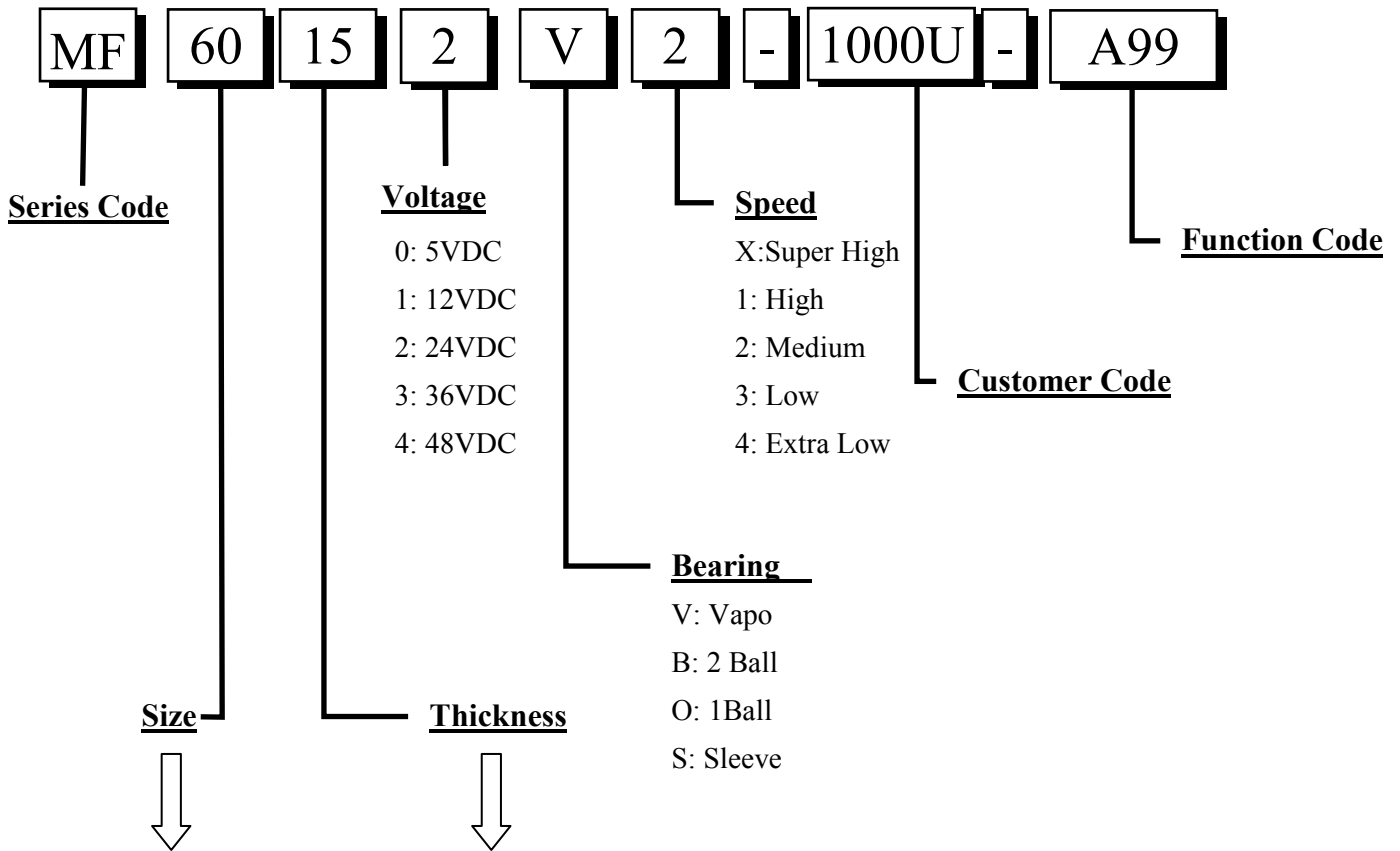 MF 60 15 2 V 2 - 1000U - A99
Series Code
Voltage
0: 5VDC
1: 12VDC
2: 24VDC
3: 36VDC
4: 48VDC
Speed
X:Super High
1: High
2: Medium
3: Low
4: Extra Low
Function Code
Customer Code
Bearing
V: Vapo
B: 2 Ball
O: 1Ball
S: Sleeve
Size
Thickness